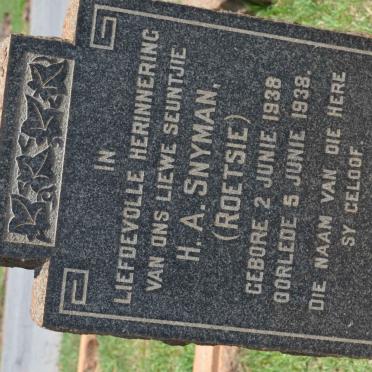 IN
LIEFDEVOLLE HERINNERING
VAN ONS LIEWE SEUNTJIE
H. A. SNYMAN,
(ROETSIE)
GEBORE 2 JUNIE 1938
OORLEDE 5 JUNIE 1938.
DIE NAAM VAN DIE HERE
SY GELOOF.